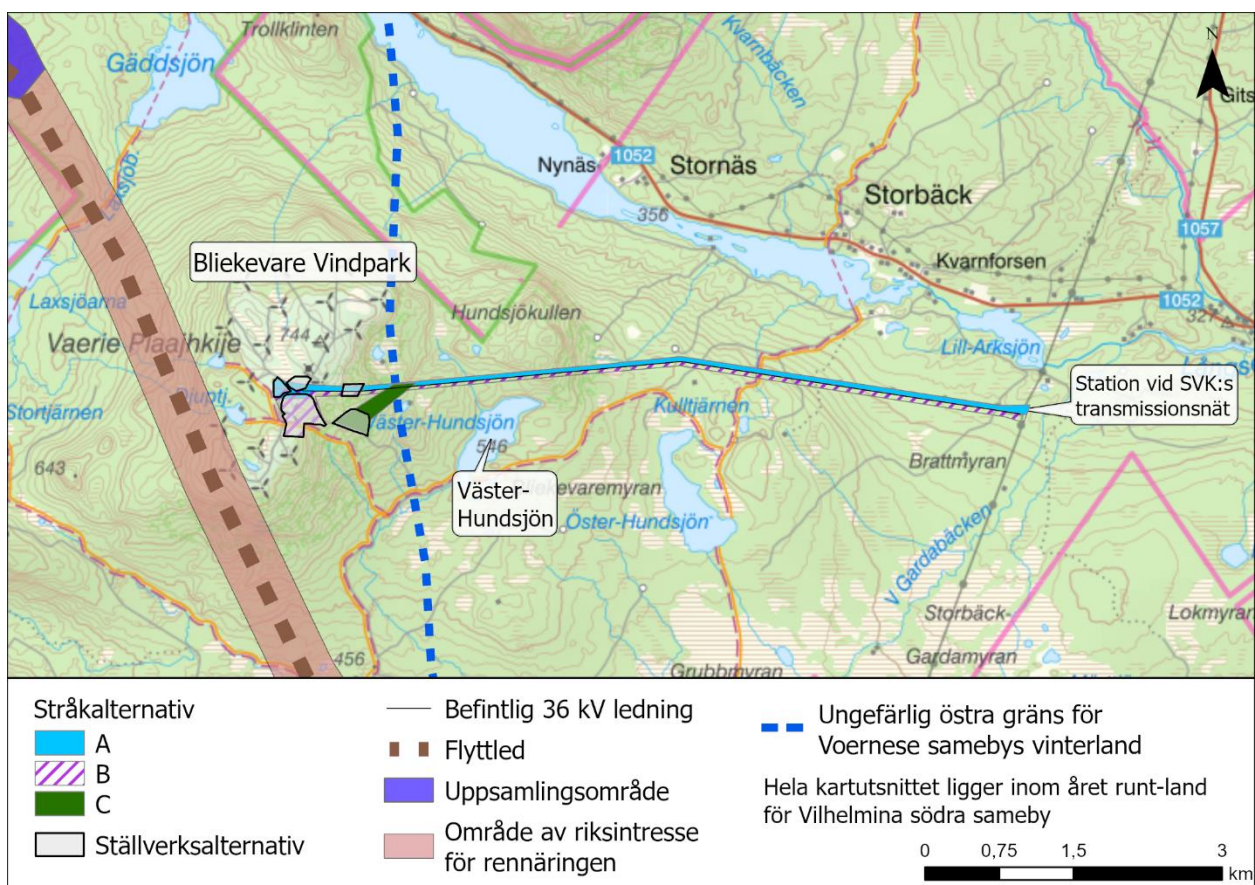 Trollklinten
Gäddsjön
Kvarnbäcken
N
Gits
Laxsjöb
Nynäs
1052
Stornäs
Storbäck
356
1057
Bliekevare Vindpark
Kvarnforsen
Laxsjöarna
Hundsjökullen
1052
327
744
Vaerie Plaajhkije
Lill-Arksjön
Djuptj.
Station vid SVK:s
transmissionsnät
Stortjärnen
Väster-Hundsjön
Kulltjärnen
546
643
Brattmyran
Bliekevaremyran
Väster-
Hundsjön
Öster-Hundsjön
V Gardabäcken
Storbäck-
Gardamyran
Lokmyran
456
Grubbmyran
Stråkalternativ
A
B
C
Ställverksalternativ
Befintlig 36 kV ledning
Flyttled
Uppsamlingsområde
Område av riksintresse
för rennäringen
Ungefärlig östra gräns för
Voernese samebys vinterland
Hela kartutsnittet ligger inom året runt-land
för Vilhelmina södra sameby
0 0,75 1,5 3
km